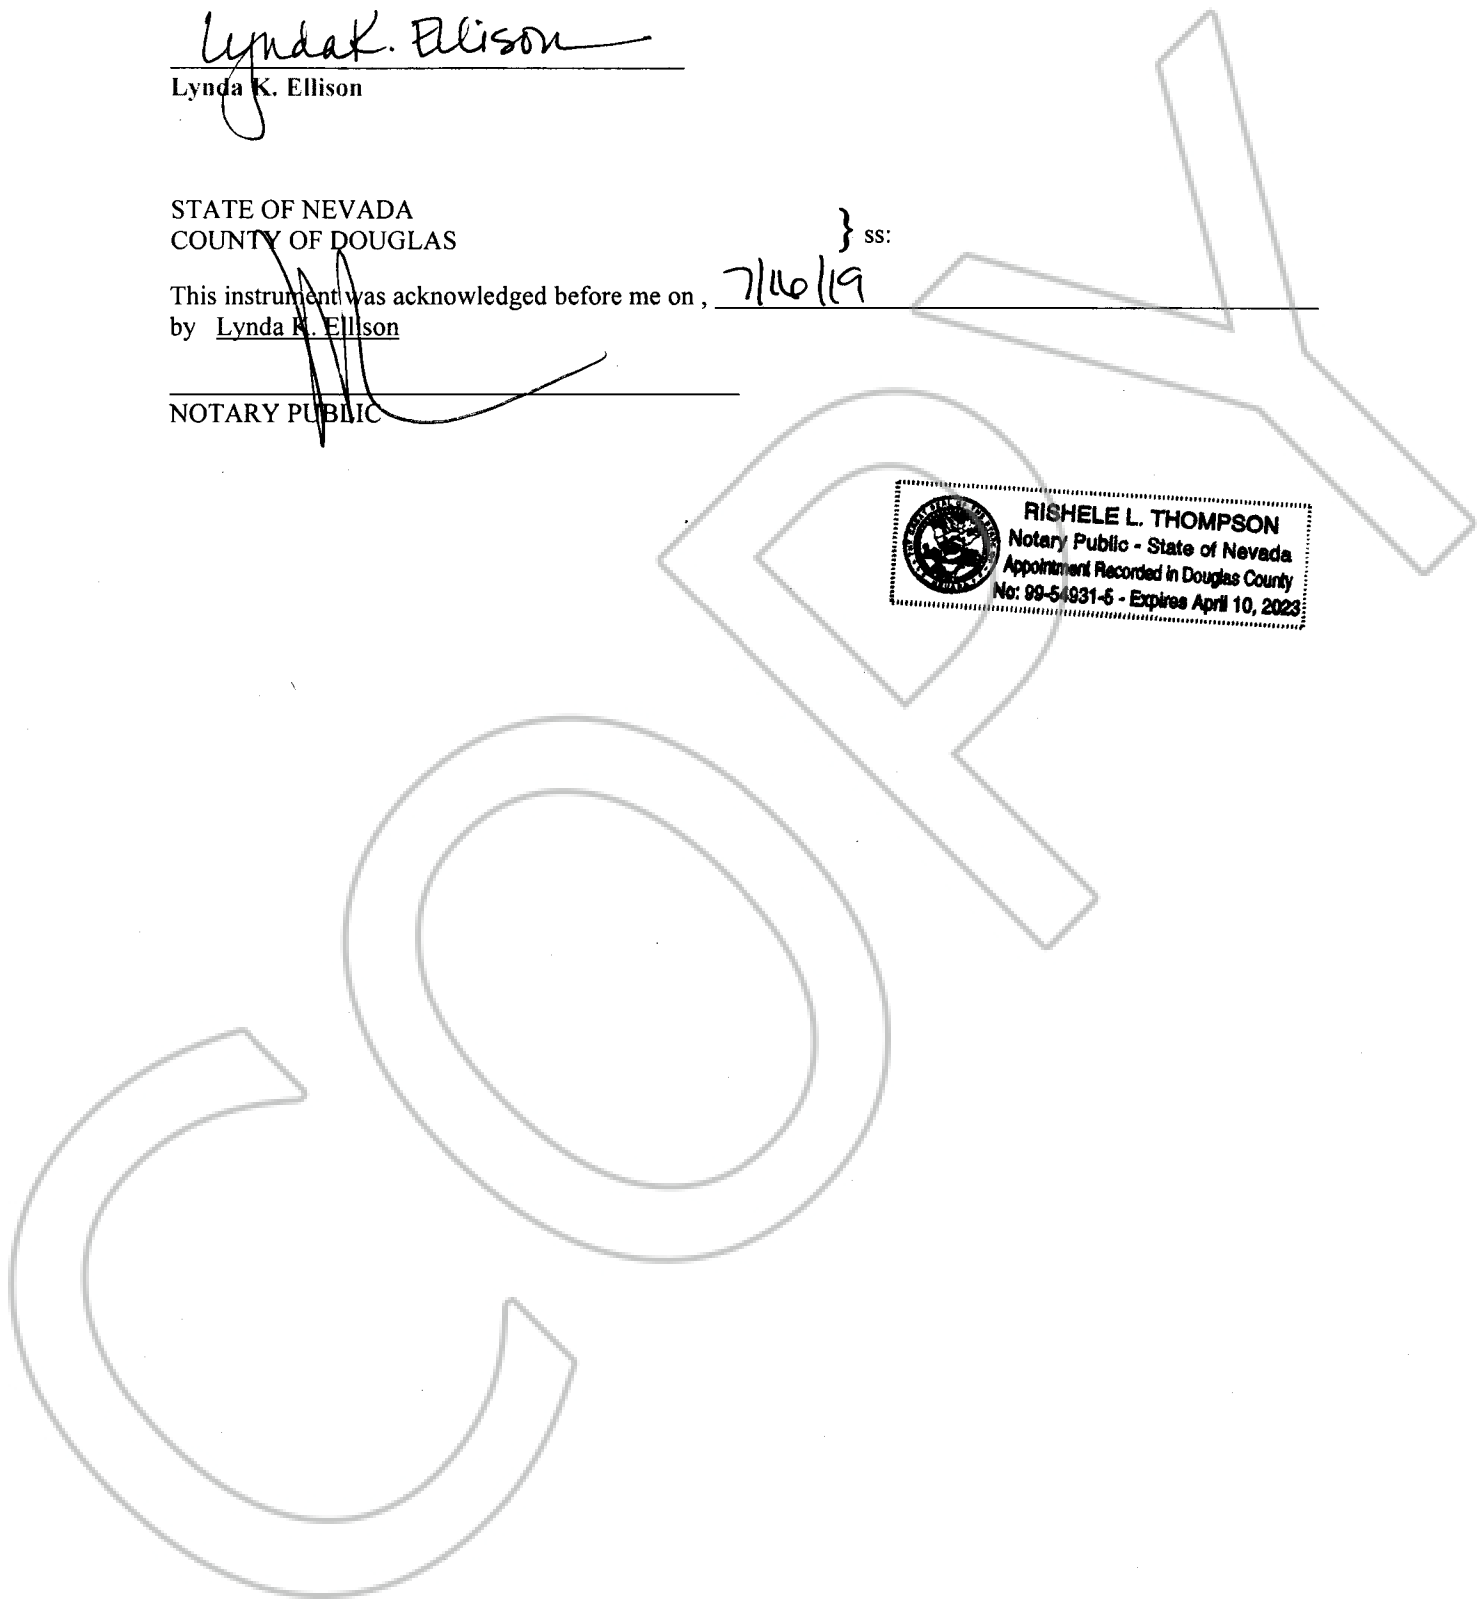 Lynda K. Ellison
Lynda K. Ellison
STATE OF NEVADA
COUNTY OF DOUGLAS
} ss:
This instrument was acknowledged before me on , 7/16/19
by Lynda K. Ellison
NOTARY PUBLIC
RISHELE L. THOMPSON
Notary Public - State of Nevada
Appointment Recorded in Douglas County
No: 99-54931-5 - Expires April 10, 2023
COPY